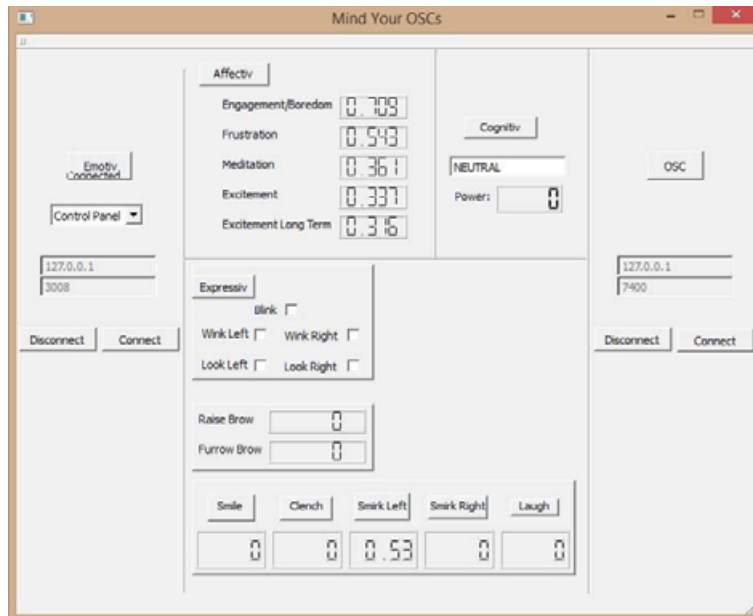 Mind Your OSCs
Affectiv
Engagement/Boredom 0.709
Frustration 0.543
Meditation 0.361
Excitement 0.337
Excitement Long Term 0.316
Cognitiv
NEUTRAL
Power: 0
Emotiv
Connected
Control Panel
127.0.0.1
3008
Disconnect Connect
OSC
127.0.0.1
7400
Disconnect Connect
Expressiv
Blink
Wink Left Wink Right
Look Left Look Right
Raise Brow 0
Furrow Brow 0
Smile Clench Smirk Left Smirk Right Laugh
0 0 0.53 0 0